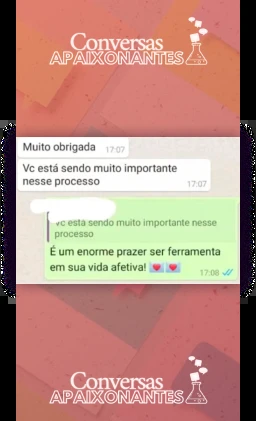 Conversas
APAIXONANTES
Muito obrigada 17:07
Vc está sendo muito importante
nesse processo 17:07
Vc está sendo muito importante nesse
processo
É um enorme prazer ser ferramenta
em sua vida afetiva! 💌💌 17:08
Conversas
APAIXONANTES